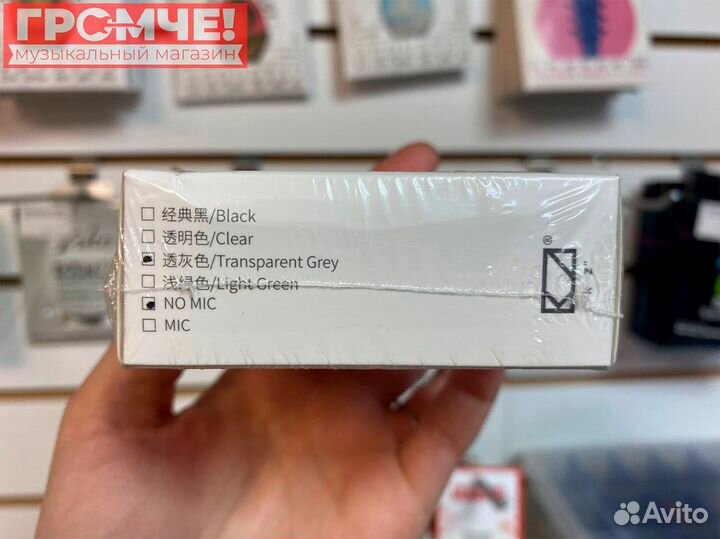 ГРОМЧЕ!
музыкальный магазин
经典黑/Black
透明色/Clear
透灰色/Transparent Grey
浅绿色/Light Green
NO MIC
MIC
KZ
®
Avito